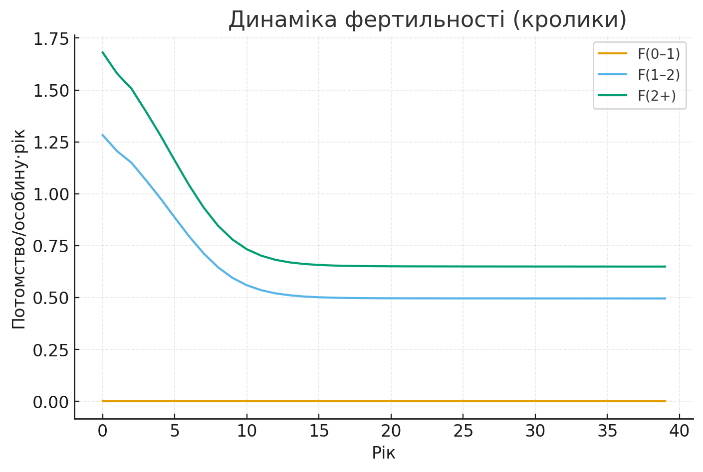 Динаміка фертильності (кролики)
Потомство/особину·рік
1.75
1.50
1.25
1.00
0.75
0.50
0.25
0.00
F(0–1)
F(1–2)
F(2+)
0 5 10 15 20 25 30 35 40
Рік